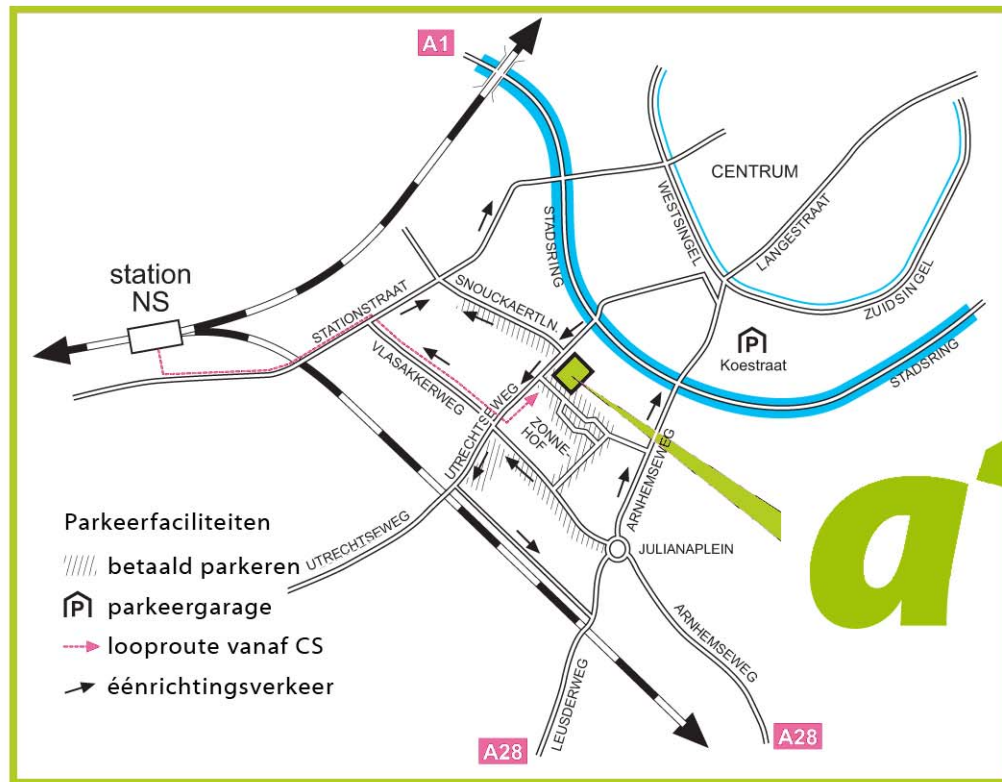 A1
CENTRUM
WESTSINGEL
LANGESTRAAT
ZUIDSINGEL
STADSRING
STADSRING
station
NS
STATIONSTRAAT
SNOUCKAERTLN.
VLASAKKERWEG
UTRECHTSEWEG
UTRECHTSEWEG
ZONNE-
HOF
P
Koestraat
ARNHEMSEWEG
JULIANAPLEIN
ARNHEMSEWEG
LEUSDERWEG
A28
A28
Parkeerfaciliteiten
betaald parkeren
P parkeergarage
looproute vanaf CS
éénrichtingsverkeer
a